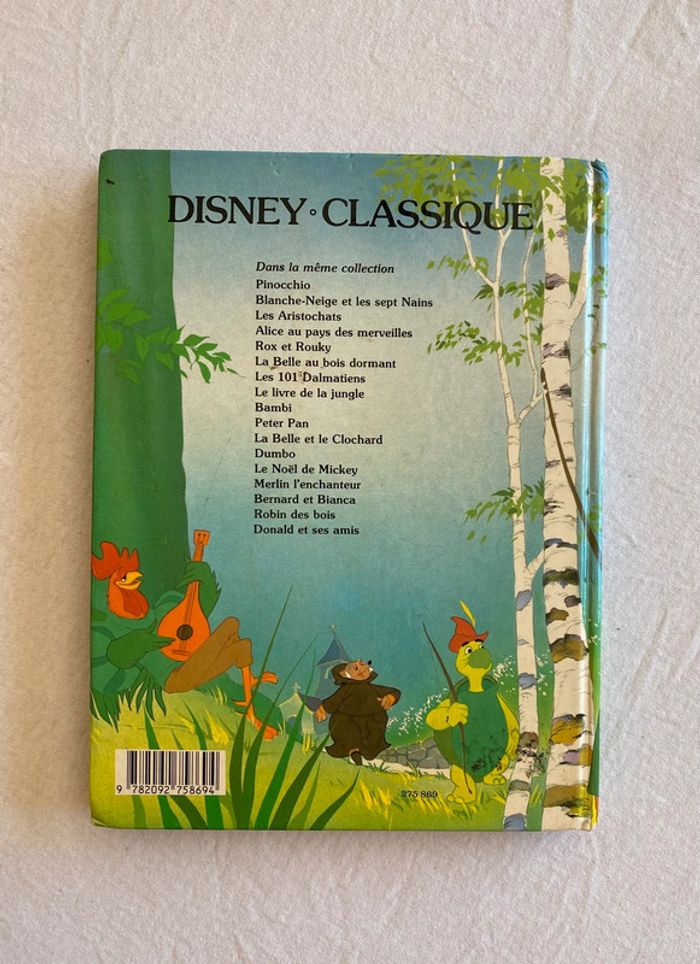 DISNEY∘CLASSIQUE
Dans la même collection
Pinocchio
Blanche-Neige et les sept Nains
Les Aristochats
Alice au pays des merveilles
Rox et Rouky
La Belle au bois dormant
Les 101 Dalmatiens
Le livre de la jungle
Bambi
Peter Pan
La Belle et le Clochard
Dumbo
Le Noël de Mickey
Merlin l'enchanteur
Bernard et Bianca
Robin des bois
Donald et ses amis
9 782092 758694
275 869